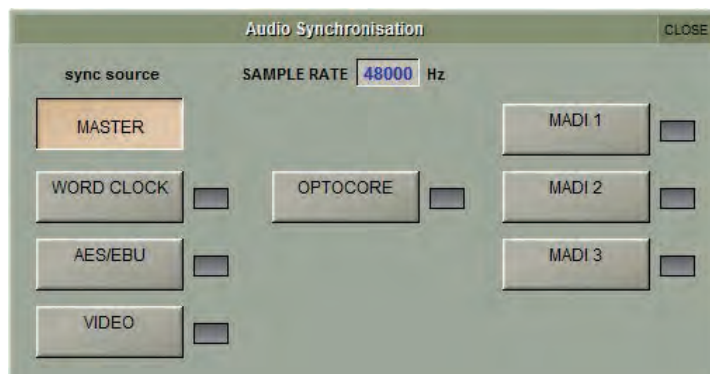 Audio Synchronisation
CLOSE
sync source
SAMPLE RATE 48000 Hz
MASTER
MADI 1
WORD CLOCK
OPTOCORE
MADI 2
AES/EBU
MADI 3
VIDEO